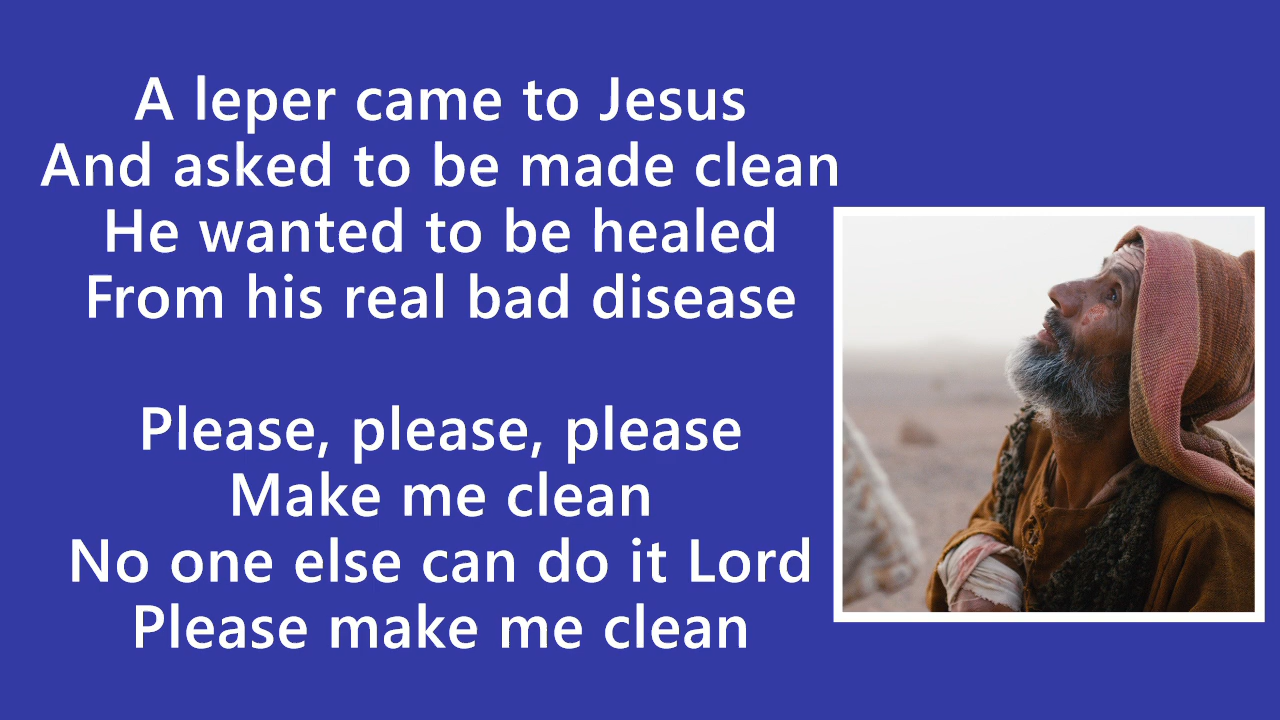 A leper came to Jesus
And asked to be made clean
He wanted to be healed
From his real bad disease
Please, please, please
Make me clean
No one else can do it Lord
Please make me clean